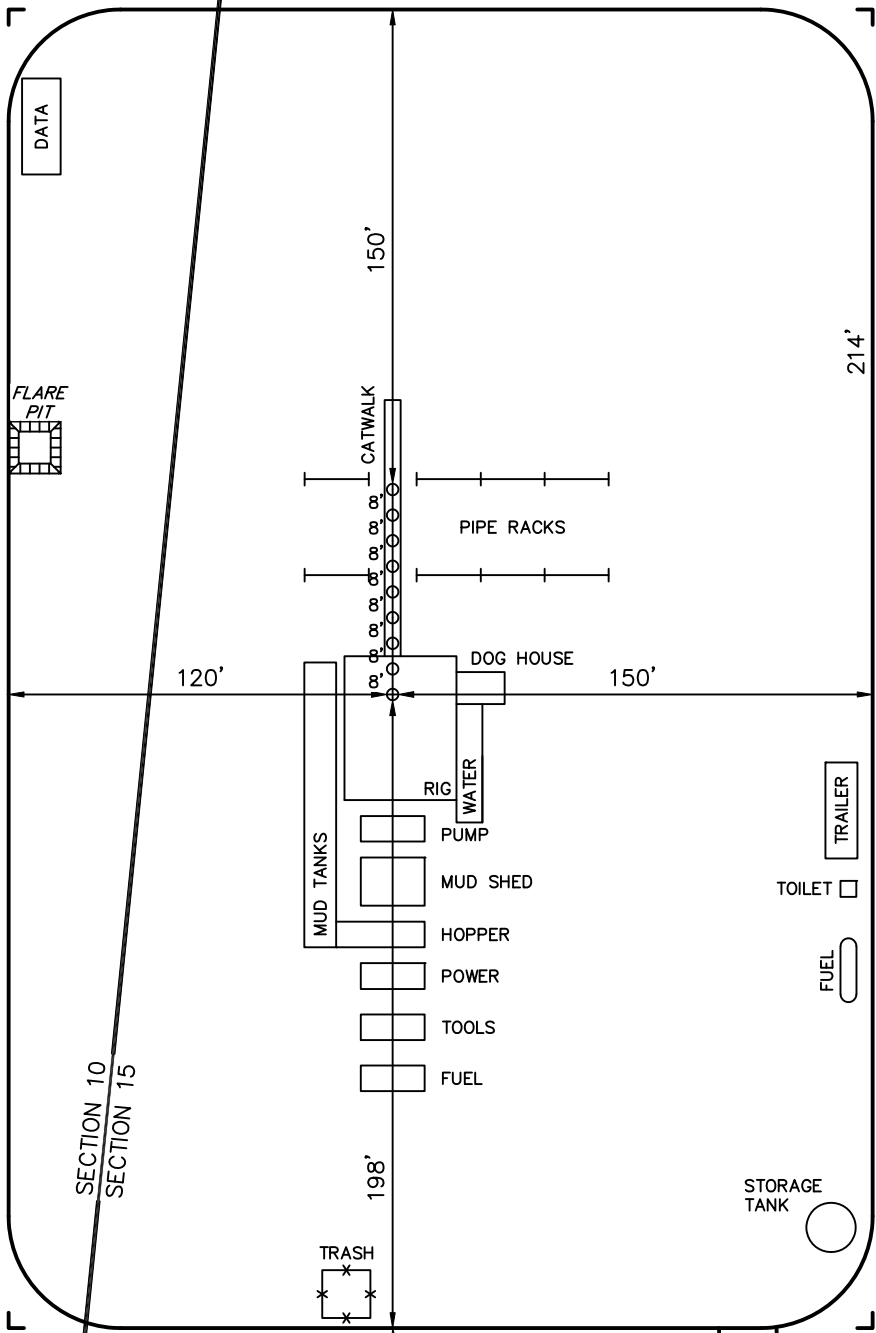 DATA
150'
214'
FLARE
PIT
CATWALK
8'
8'
PIPE RACKS
8'
8'
8'
8'
8'
DOG HOUSE
8'
120'
150'
RIG
WATER
TRAILER
PUMP
MUD TANKS
MUD SHED
TOILET
HOPPER
POWER
FUEL
TOOLS
FUEL
SECTION 10
SECTION 15
198'
STORAGE
TANK
TRASH